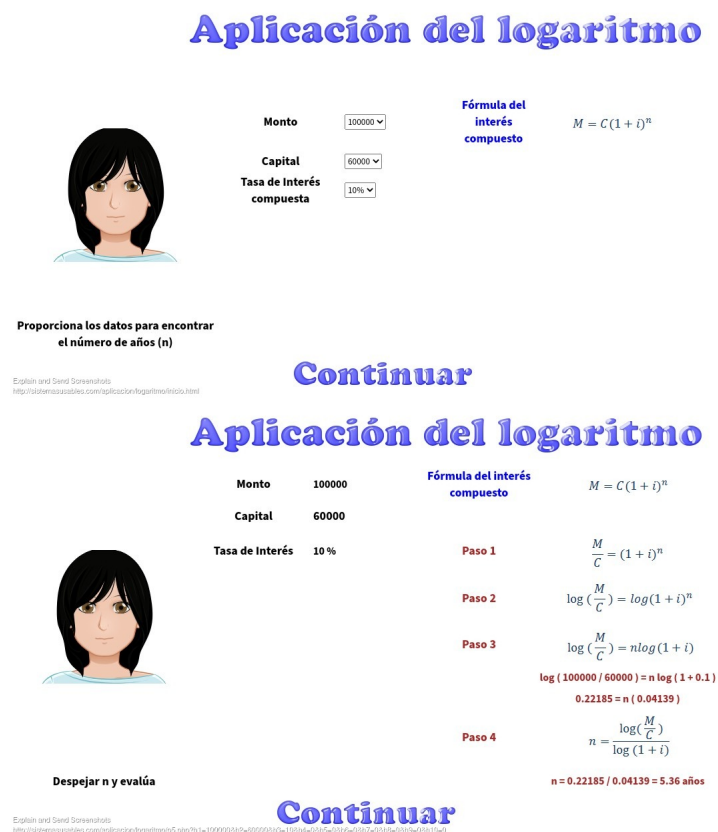 Aplicación del logaritmo
Monto
100000
Fórmula del
interés
compuesto
M = C(1 + i)^n
Capital
60000
Tasa de Interés
compuesta
10%
Proporciona los datos para encontrar
el número de años (n)
Continuar
Explain and Send Screenshots
http://sistemasusables.com/aplicacion/logaritmo/inicio.html
Aplicación del logaritmo
Monto
100000
Fórmula del interés
compuesto
M = C(1 + i)^n
Capital
60000
Tasa de Interés
10 %
Paso 1
M/C = (1 + i)^n
Paso 2
log (M/C) = log(1 + i)^n
Paso 3
log (M/C) = nlog(1 + i)
log ( 100000 / 60000 ) = n log ( 1 + 0.1 )
0.22185 = n ( 0.04139 )
Paso 4
n = log(M/C) / log (1 + i)
Despejar n y evalúa
n = 0.22185 / 0.04139 = 5.36 años
Continuar
Explain and Send Screenshots